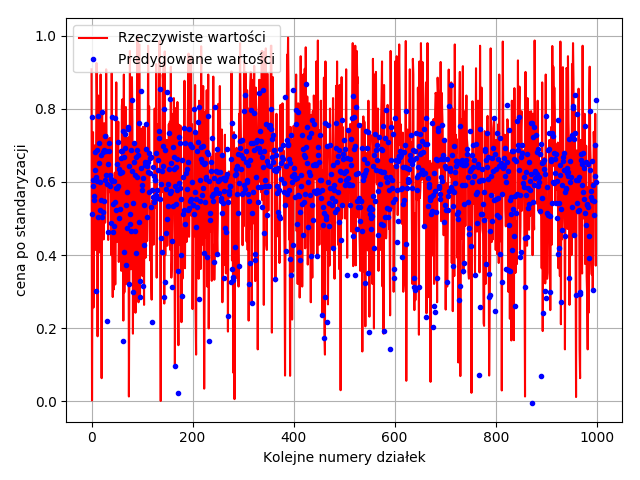 Rzeczywiste wartości
Predygowane wartości
cena po standaryzacji
1.0
0.8
0.6
0.4
0.2
0.0
0 200 400 600 800 1000
Kolejne numery działek